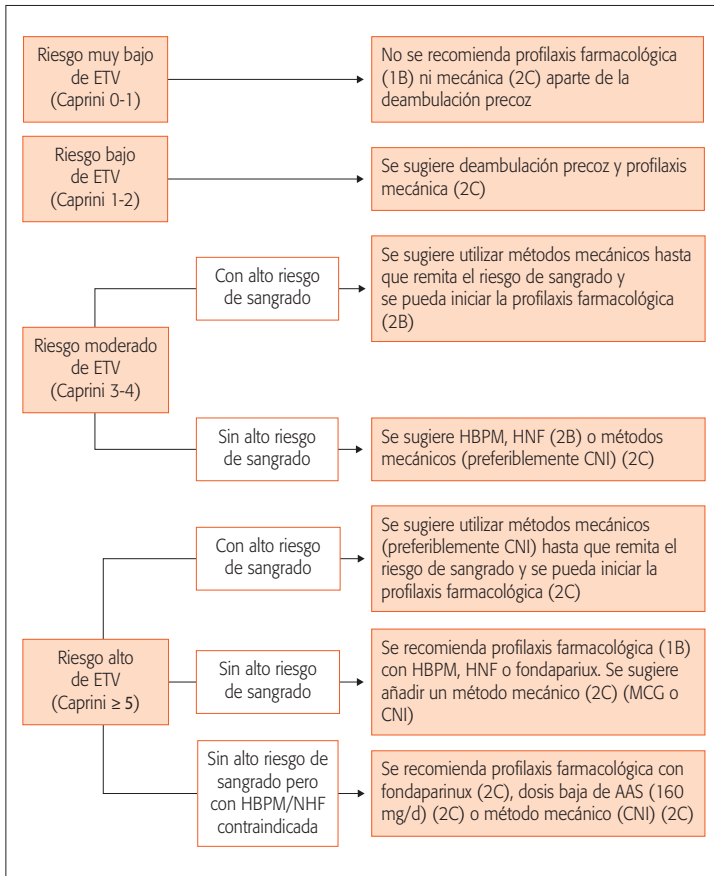 Riesgo muy bajo
de ETV
(Caprini 0-1)
No se recomienda profilaxis farmacológica
(1B) ni mecánica (2C) aparte de la
deambulación precoz
Riesgo bajo
de ETV
(Caprini 1-2)
Se sugiere deambulación precoz y profilaxis
mecánica (2C)
Riesgo moderado
de ETV
(Caprini 3-4)
Con alto riesgo
de sangrado
Se sugiere utilizar métodos mecánicos hasta
que remita el riesgo de sangrado y
se pueda iniciar la profilaxis farmacológica
(2B)
Sin alto riesgo
de sangrado
Se sugiere HBPM, HNF (2B) o métodos
mecánicos (preferiblemente CNI) (2C)
Riesgo alto
de ETV
(Caprini ≥ 5)
Con alto riesgo
de sangrado
Se sugiere utilizar métodos mecánicos
(preferiblemente CNI) hasta que remita el
riesgo de sangrado y se pueda iniciar la
profilaxis farmacológica (2C)
Sin alto riesgo
de sangrado
Se recomienda profilaxis farmacológica (1B)
con HBPM, HNF o fondapariux. Se sugiere
añadir un método mecánico (2C) (MCG o
CNI)
Sin alto riesgo de
sangrado pero
con HBPM/NHF
contraindicada
Se recomienda profilaxis farmacológica con
fondaparinux (2C), dosis baja de AAS (160
mg/d) (2C) o método mecánico (CNI) (2C)